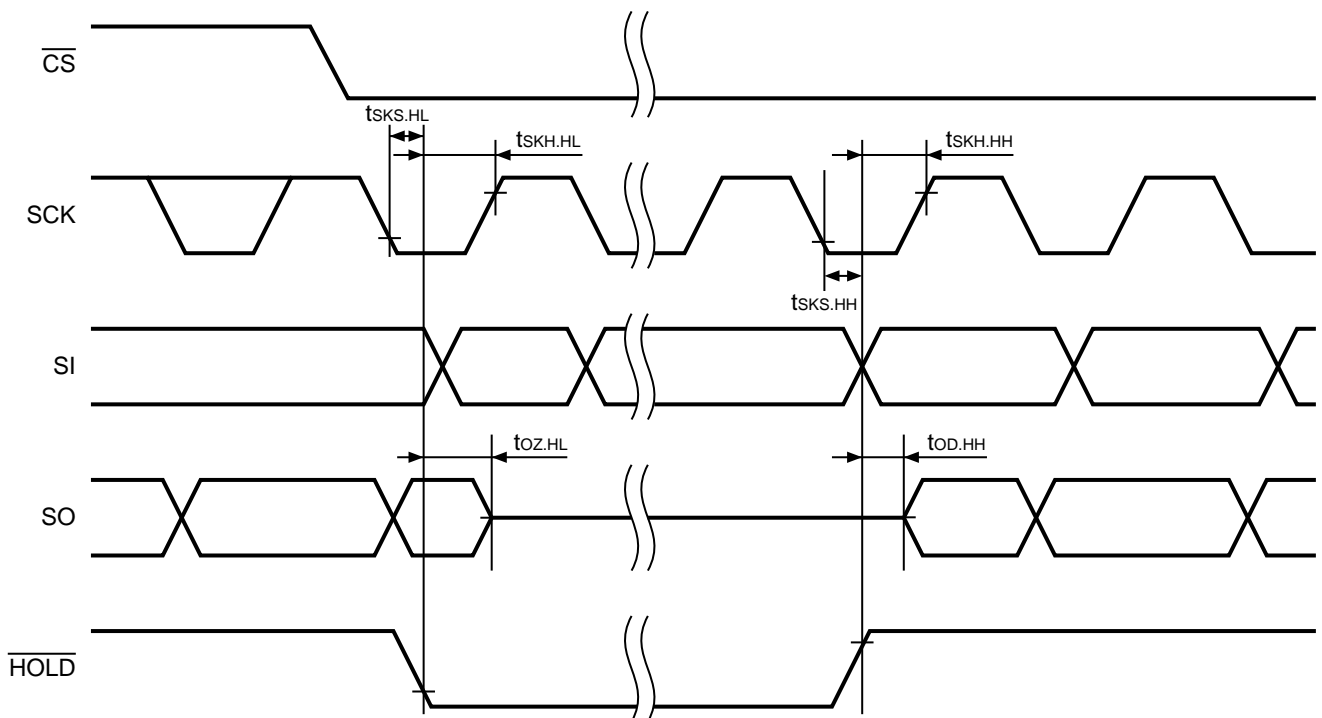 CS
tSKS.HL
tSKH.HL
tSKH.HH
SCK
tSKS.HH
SI
tOZ.HL
tOD.HH
SO
HOLD